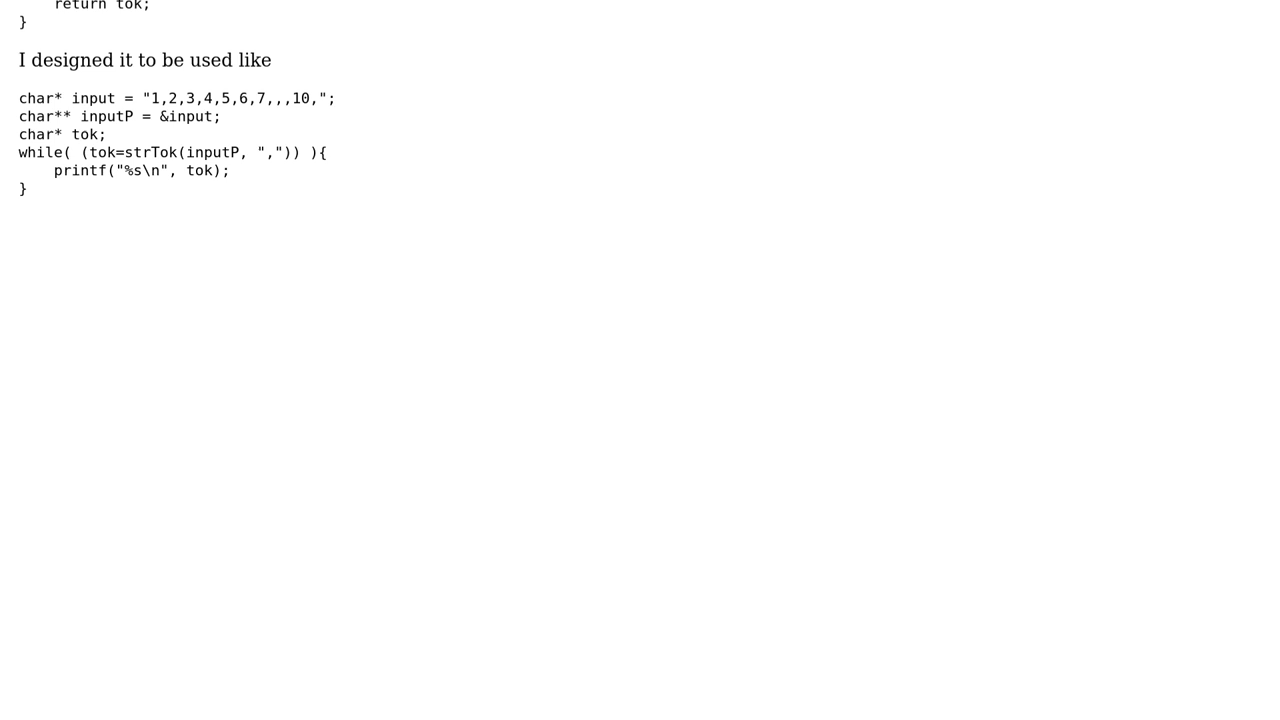 return tok;
}
I designed it to be used like
char* input = "1,2,3,4,5,6,7,,,10,";
char** inputP = &input;
char* tok;
while( (tok=strTok(inputP, ",")) ){
    printf("%s\n", tok);
}